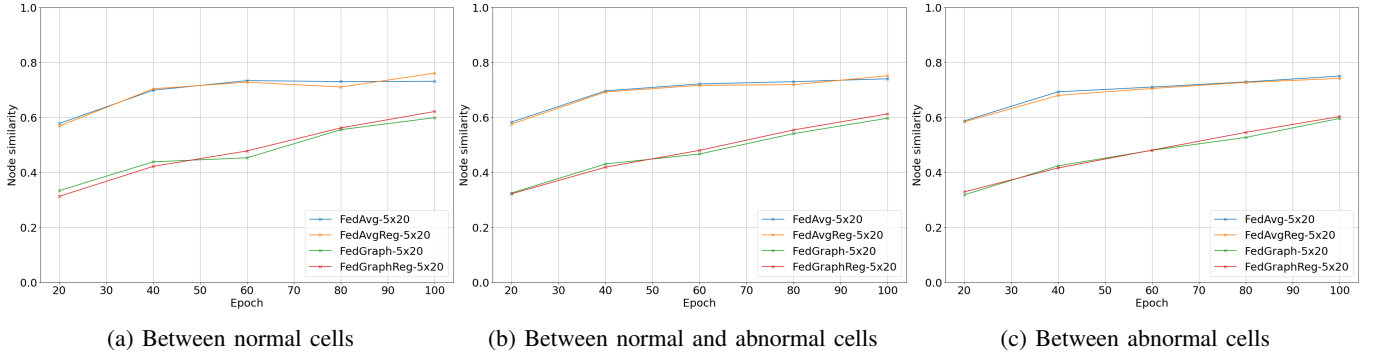 1.0
0.8
0.6
0.4
0.2
0.0
Node similarity
20 30 40 50 60 70 80 90 100
Epoch
FedAvg-5x20
FedAvgReg-5x20
FedGraph-5x20
FedGraphReg-5x20
(a) Between normal cells
1.0
0.8
0.6
0.4
0.2
0.0
Node similarity
20 30 40 50 60 70 80 90 100
Epoch
FedAvg-5x20
FedAvgReg-5x20
FedGraph-5x20
FedGraphReg-5x20
(b) Between normal and abnormal cells
1.0
0.8
0.6
0.4
0.2
0.0
Node similarity
20 30 40 50 60 70 80 90 100
Epoch
FedAvg-5x20
FedAvgReg-5x20
FedGraph-5x20
FedGraphReg-5x20
(c) Between abnormal cells